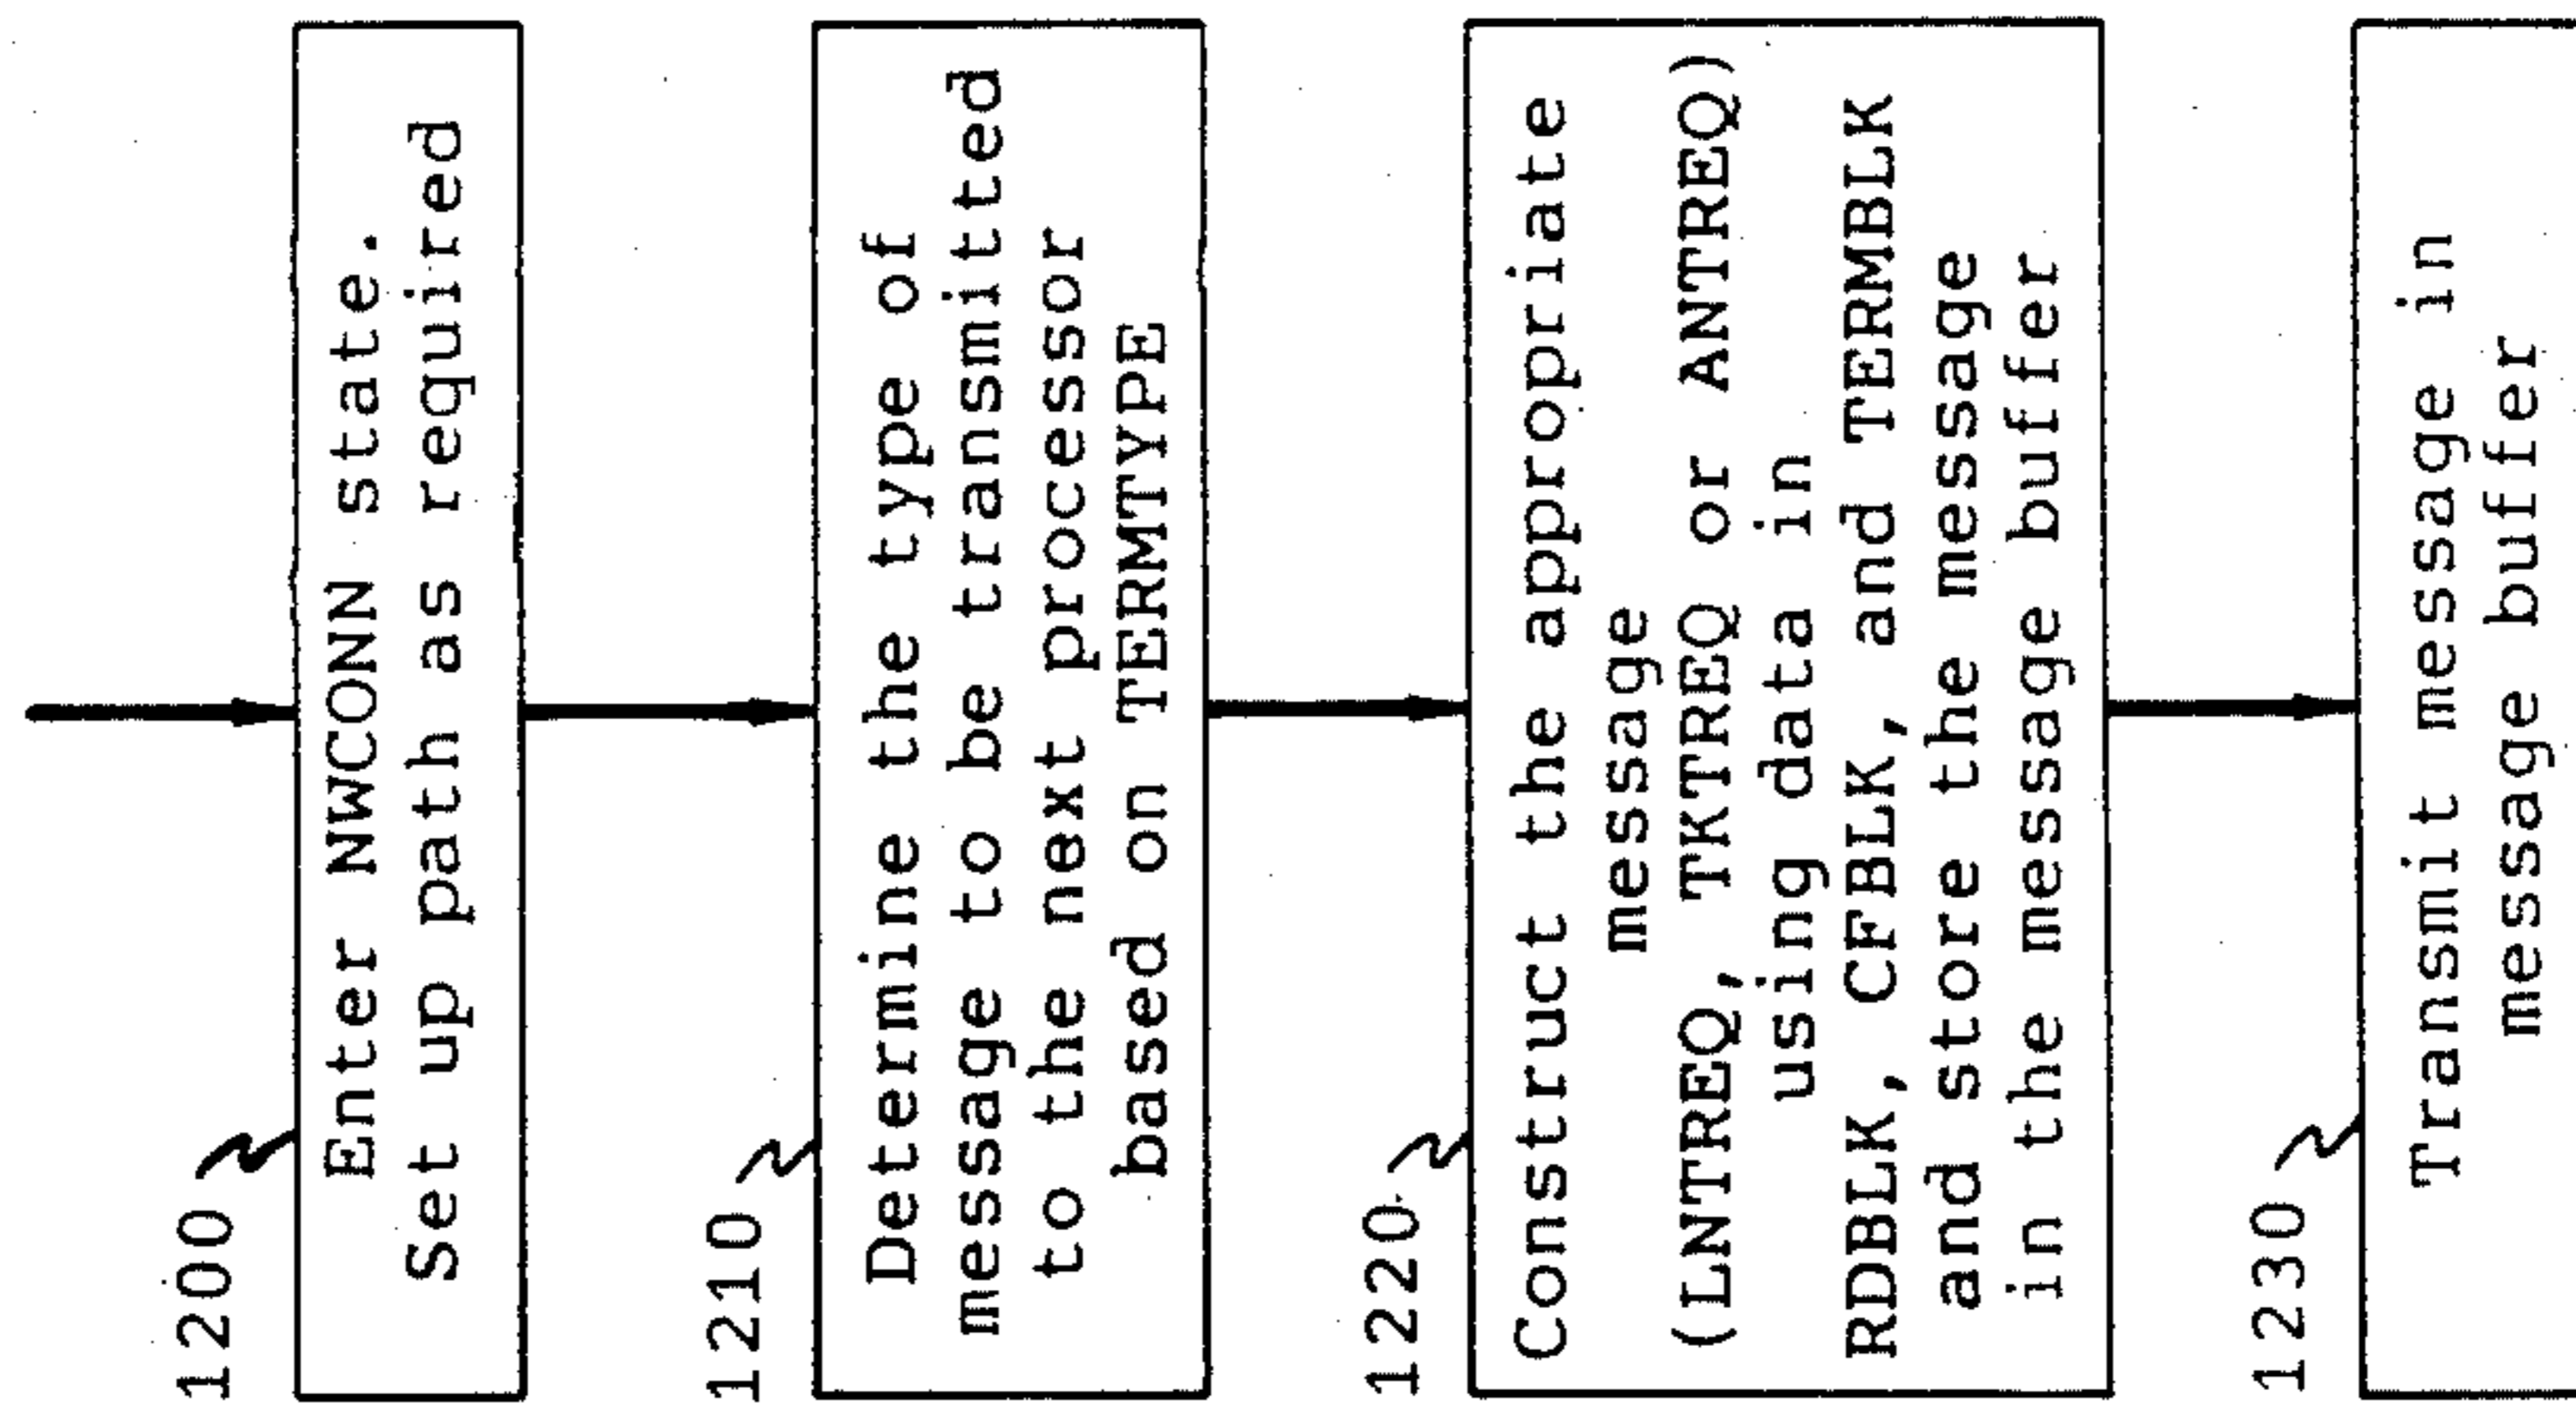 1200
Enter NWCONN state.
Set up path as required
1210
Determine the type of
message to be transmitted
to the next processor
based on TERMTYPE
1220
Construct the appropriate
message
(LNTREQ, TKTREQ or ANTREQ)
using data in
RDBLK, CFBLK, and TERMBLK
and store the message
in the message buffer
1230
Transmit message in
message buffer